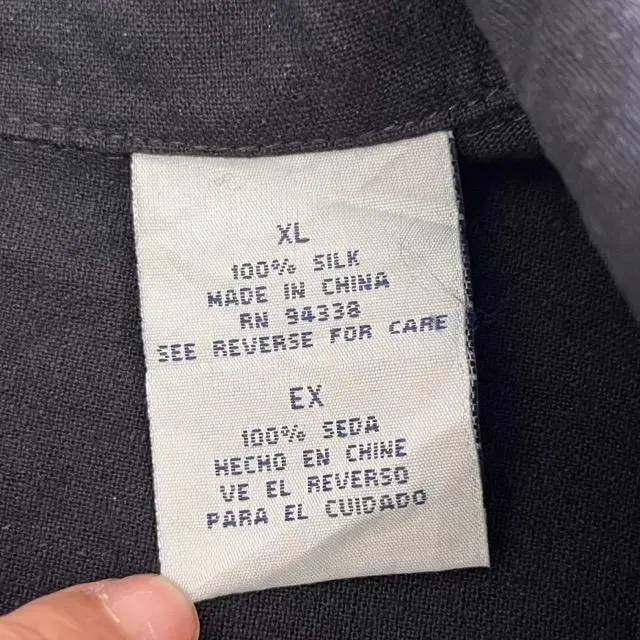 XL
100% SILK
MADE IN CHINA
RN 94338
SEE REVERSE FOR CARE
EX
100% SEDA
HECHO EN CHINE
VE EL REVERSO
PARA EL CUIDADO